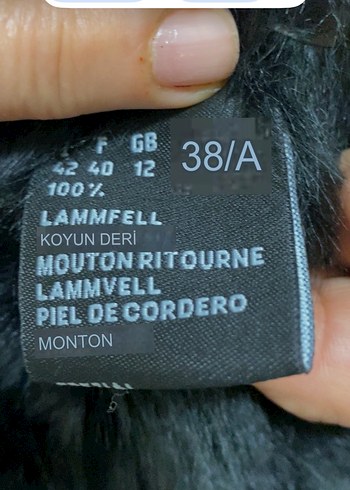 F GB 38/A
42 40 12
100%
LAMMFELL
KOYUN DERİ
MOUTON RITOURNE
LAMMVELL
PIEL DE CORDERO
MONTON